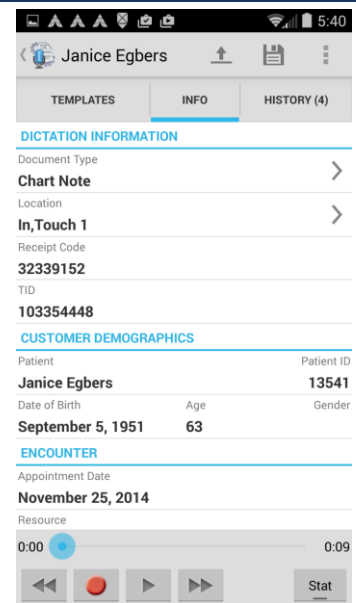 5:40
Janice Egbers
TEMPLATES INFO HISTORY (4)
DICTATION INFORMATION
Document Type
Chart Note
Location
In,Touch 1
Receipt Code
32339152
TID
103354448
CUSTOMER DEMOGRAPHICS
Patient Patient ID
Janice Egbers 13541
Date of Birth Age Gender
September 5, 1951 63
ENCOUNTER
Appointment Date
November 25, 2014
Resource
0:00 0:09
Stat